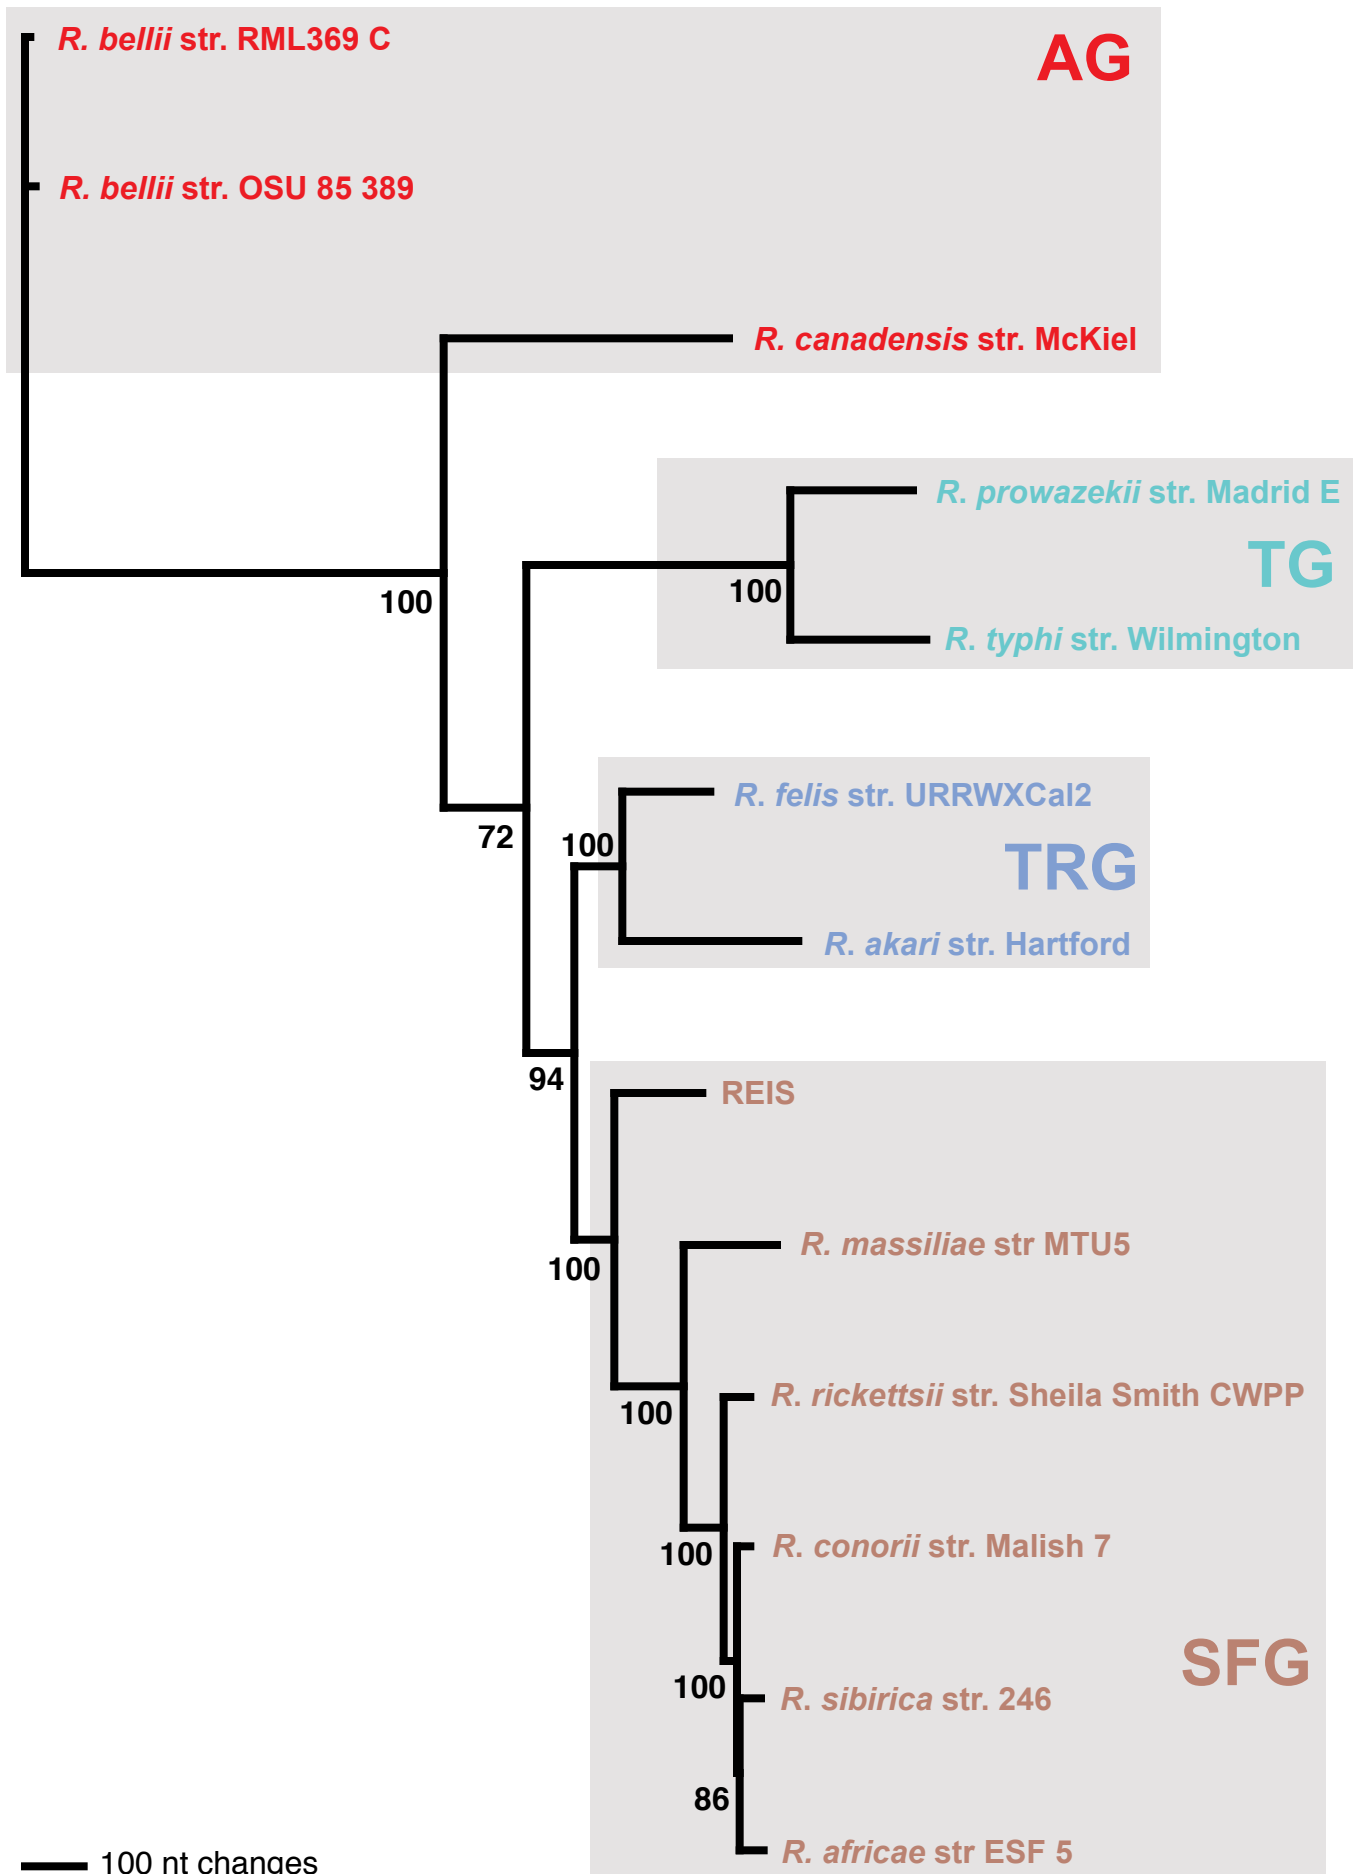 R. bellii str. RML369 C
AG
R. bellii str. OSU 85 389
R. canadensis str. McKiel
R. prowazekii str. Madrid E
TG
100
100
R. typhi str. Wilmington
R. felis str. URRWXCal2
72
100
TRG
R. akari str. Hartford
94
REIS
100
R. massiliae str MTU5
100
R. rickettsii str. Sheila Smith CWPP
100
R. conorii str. Malish 7
SFG
100
R. sibirica str. 246
86
R. africae str ESF 5
100 nt changes